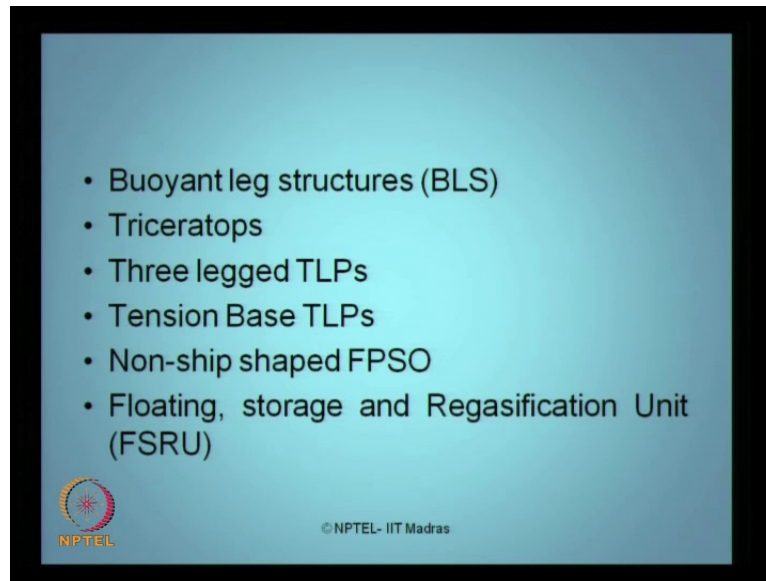 • Buoyant leg structures (BLS)
• Triceratops
• Three legged TLPs
• Tension Base TLPs
• Non-ship shaped FPSO
• Floating, storage and Regasification Unit
(FSRU)
NPTEL
© NPTEL- IIT Madras